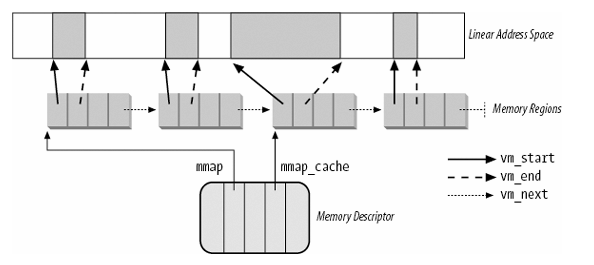 Linear Address Space
Memory Regions
mmap
mmap_cache
vm_start
vm_end
vm_next
Memory Descriptor